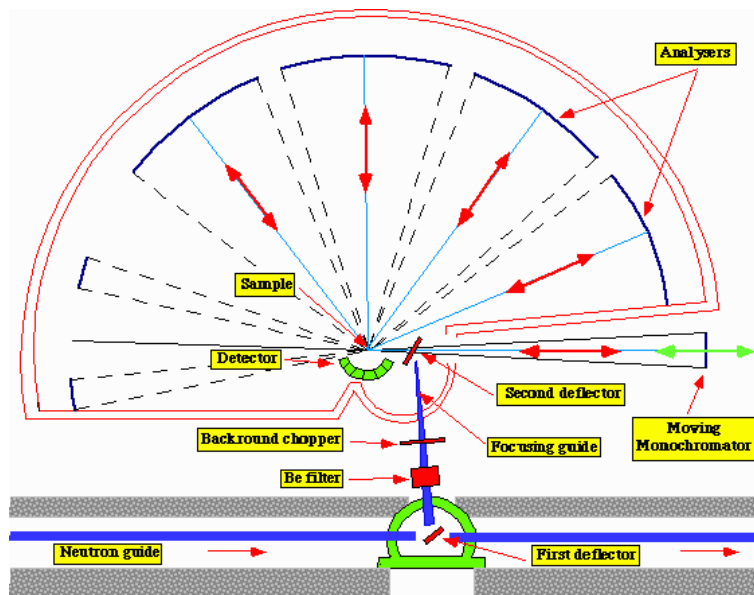 Analysers
Sample
Detector
Second deflector
Moving
Monochromator
Backround chopper
Focusing guide
Be filter
Neutron guide
First deflector